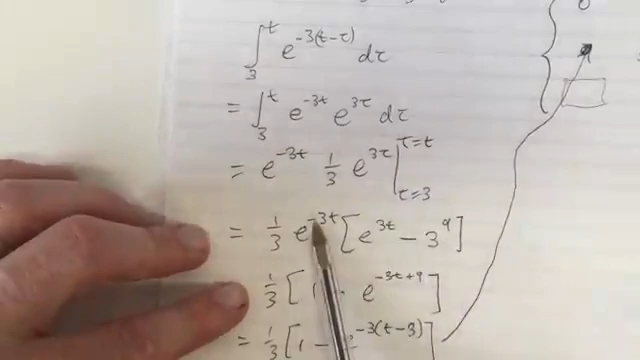 ∫₃ᵗ e^{-3(t-τ)} dτ
= ∫₃ᵗ e^{-3t} e^{3τ} dτ
= e^{-3t} 1/3 e^{3τ} |_{τ=3}^{τ=t}
= 1/3 e^{-3t} [e^{3t} - 3^9]
1/3 [1 - e^{-3t+9}]
= 1/3 [1 - e^{-3(t-3)}]